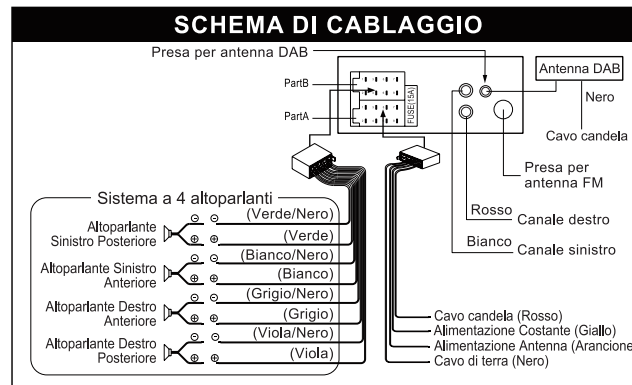 SCHEMA DI CABLAGGIO
Presa per antenna DAB
Antenna DAB
PartB
PartA
FUSE(15A)
Nero
Cavo candela
Presa per
antenna FM
Rosso
Canale destro
Bianco
Canale sinistro
Sistema a 4 altoparlanti
Altoparlante
Sinistro Posteriore
(Verde/Nero)
(Verde)
Altoparlante Sinistro
Anteriore
(Bianco/Nero)
(Bianco)
Altoparlante Destro
Anteriore
(Grigio/Nero)
(Grigio)
Altoparlante Destro
Posteriore
(Viola/Nero)
(Viola)
Cavo candela (Rosso)
Alimentazione Costante (Giallo)
Alimentazione Antenna (Arancione
Cavo di terra (Nero)